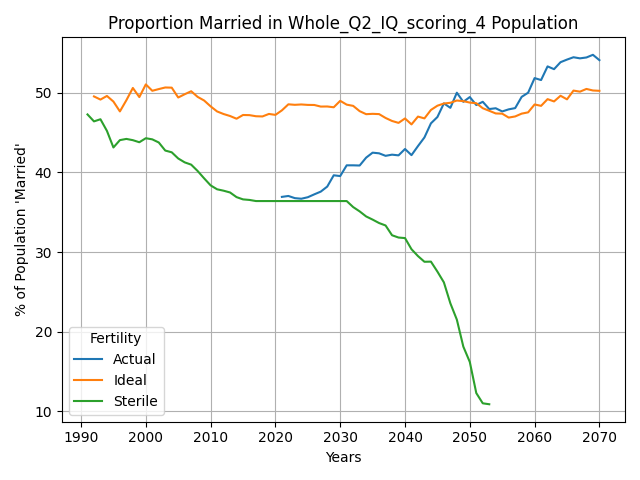 Proportion Married in Whole_Q2_IQ_scoring_4 Population
% of Population 'Married'
50
40
30
20
10
Fertility
Actual
Ideal
Sterile
1990 2000 2010 2020 2030 2040 2050 2060 2070
Years